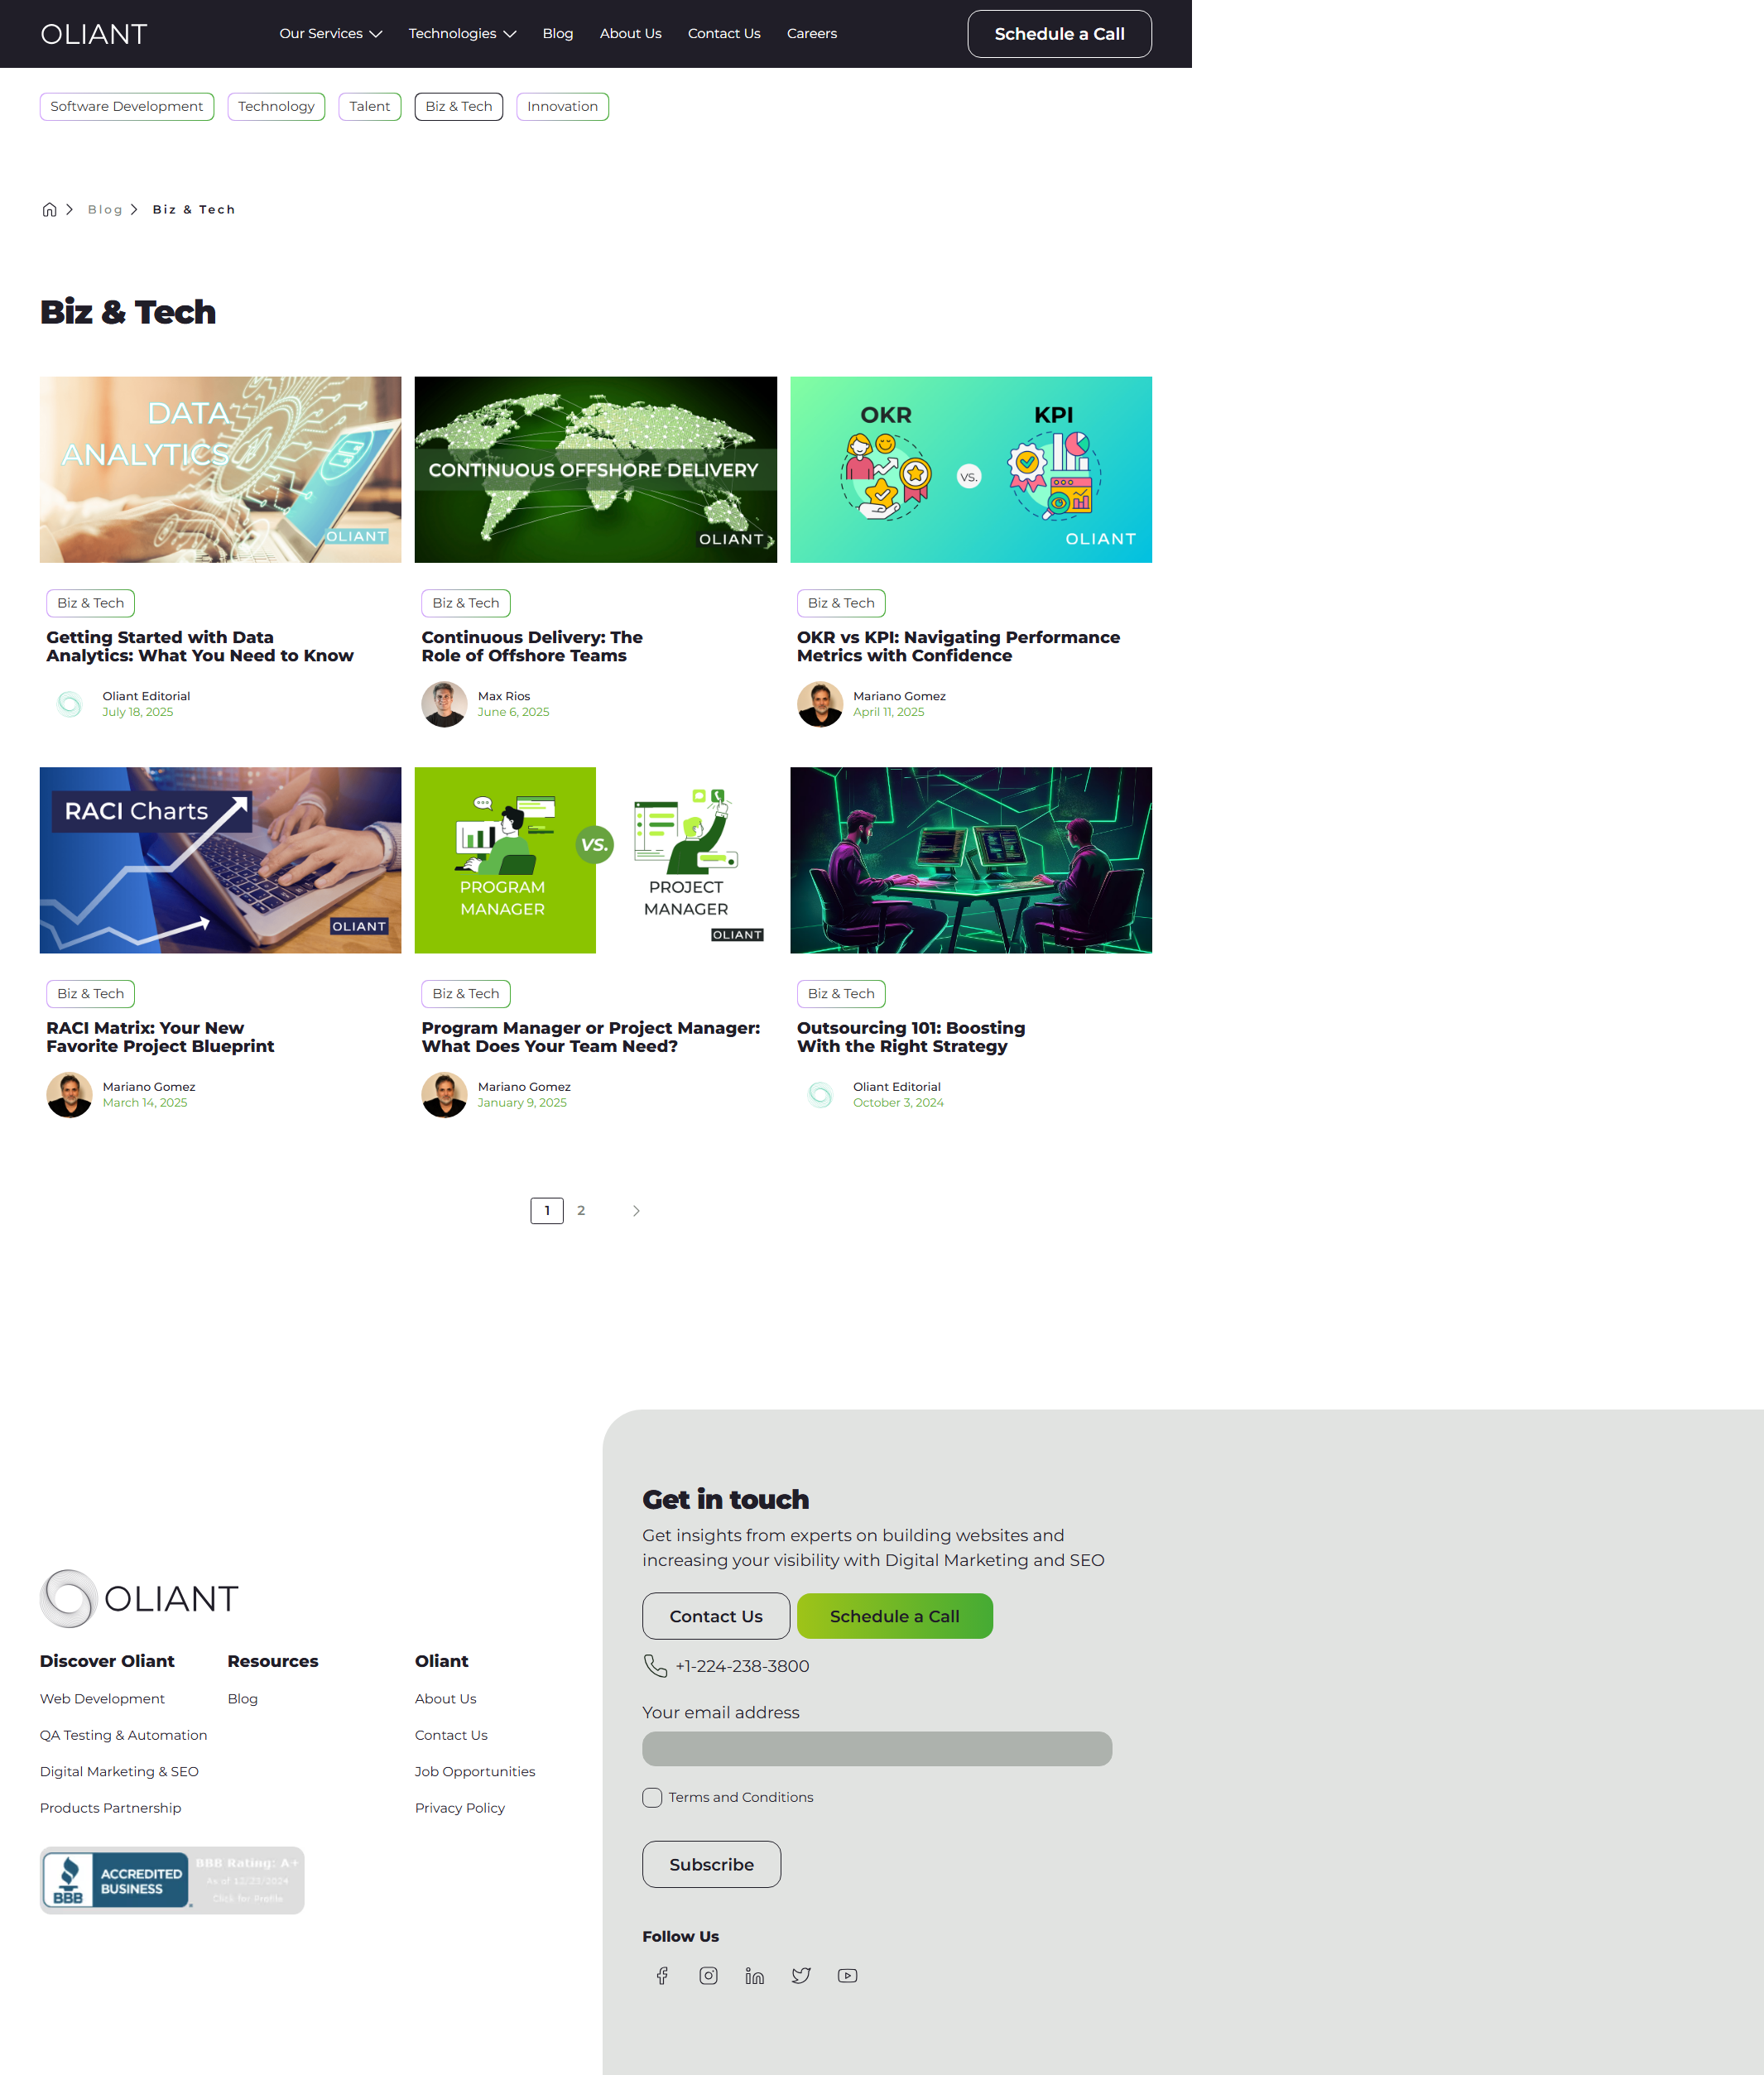 OLIANT
Our Services
Technologies
Blog
About Us
Contact Us
Careers
Schedule a Call
Software Development
Technology
Talent
Biz & Tech
Innovation
Blog
Biz & Tech
Biz & Tech
DATA
ANALYTICS
OLIANT
CONTINUOUS OFFSHORE DELIVERY
OLIANT
OKR
KPI
VS.
OLIANT
Biz & Tech
Getting Started with Data
Analytics: What You Need to Know
Oliant Editorial
July 18, 2025
Biz & Tech
Continuous Delivery: The
Role of Offshore Teams
Max Rios
June 6, 2025
Biz & Tech
OKR vs KPI: Navigating Performance
Metrics with Confidence
Mariano Gomez
April 11, 2025
RACI Charts
OLIANT
VS.
PROGRAM
MANAGER
PROJECT
MANAGER
OLIANT
Biz & Tech
RACI Matrix: Your New
Favorite Project Blueprint
Mariano Gomez
March 14, 2025
Biz & Tech
Program Manager or Project Manager:
What Does Your Team Need?
Mariano Gomez
January 9, 2025
Biz & Tech
Outsourcing 101: Boosting
With the Right Strategy
Oliant Editorial
October 3, 2024
1
2
OLIANT
Discover Oliant
Web Development
QA Testing & Automation
Digital Marketing & SEO
Products Partnership
Resources
Blog
Oliant
About Us
Contact Us
Job Opportunities
Privacy Policy
BBB
ACCREDITED
BUSINESS
BBB Rating: A+
As of 12/23/2024
Click for Profile
Get in touch
Get insights from experts on building websites and
increasing your visibility with Digital Marketing and SEO
Contact Us
Schedule a Call
+1-224-238-3800
Your email address
Terms and Conditions
Subscribe
Follow Us